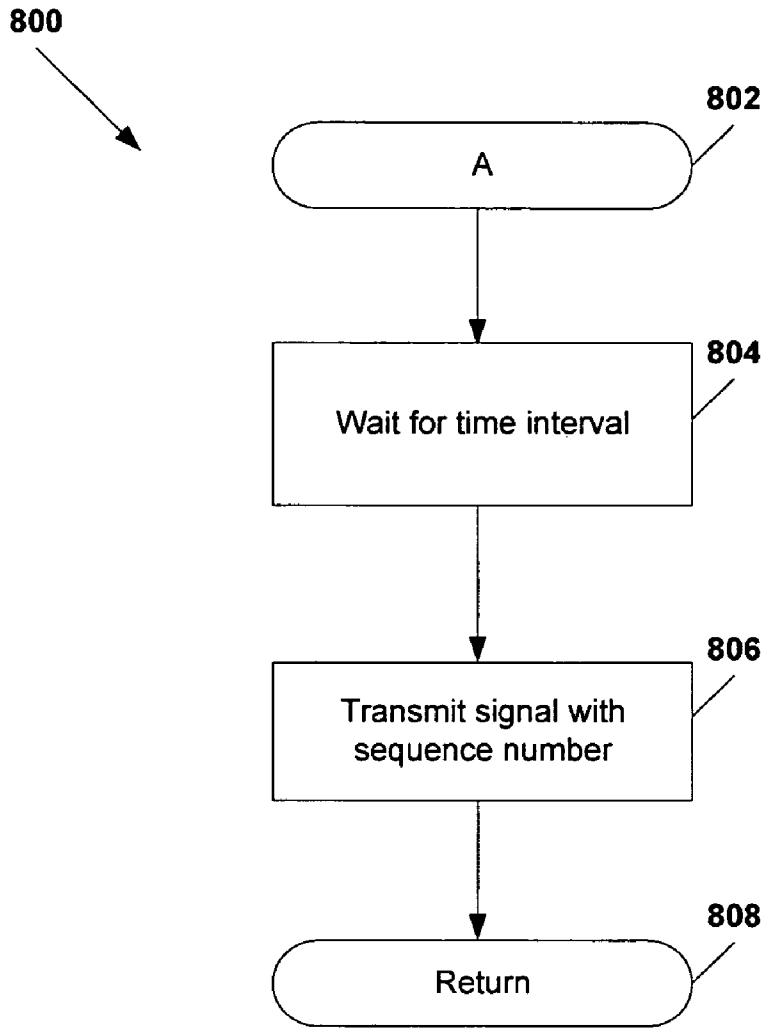 800
802
A
804
Wait for time interval
806
Transmit signal with
sequence number
808
Return